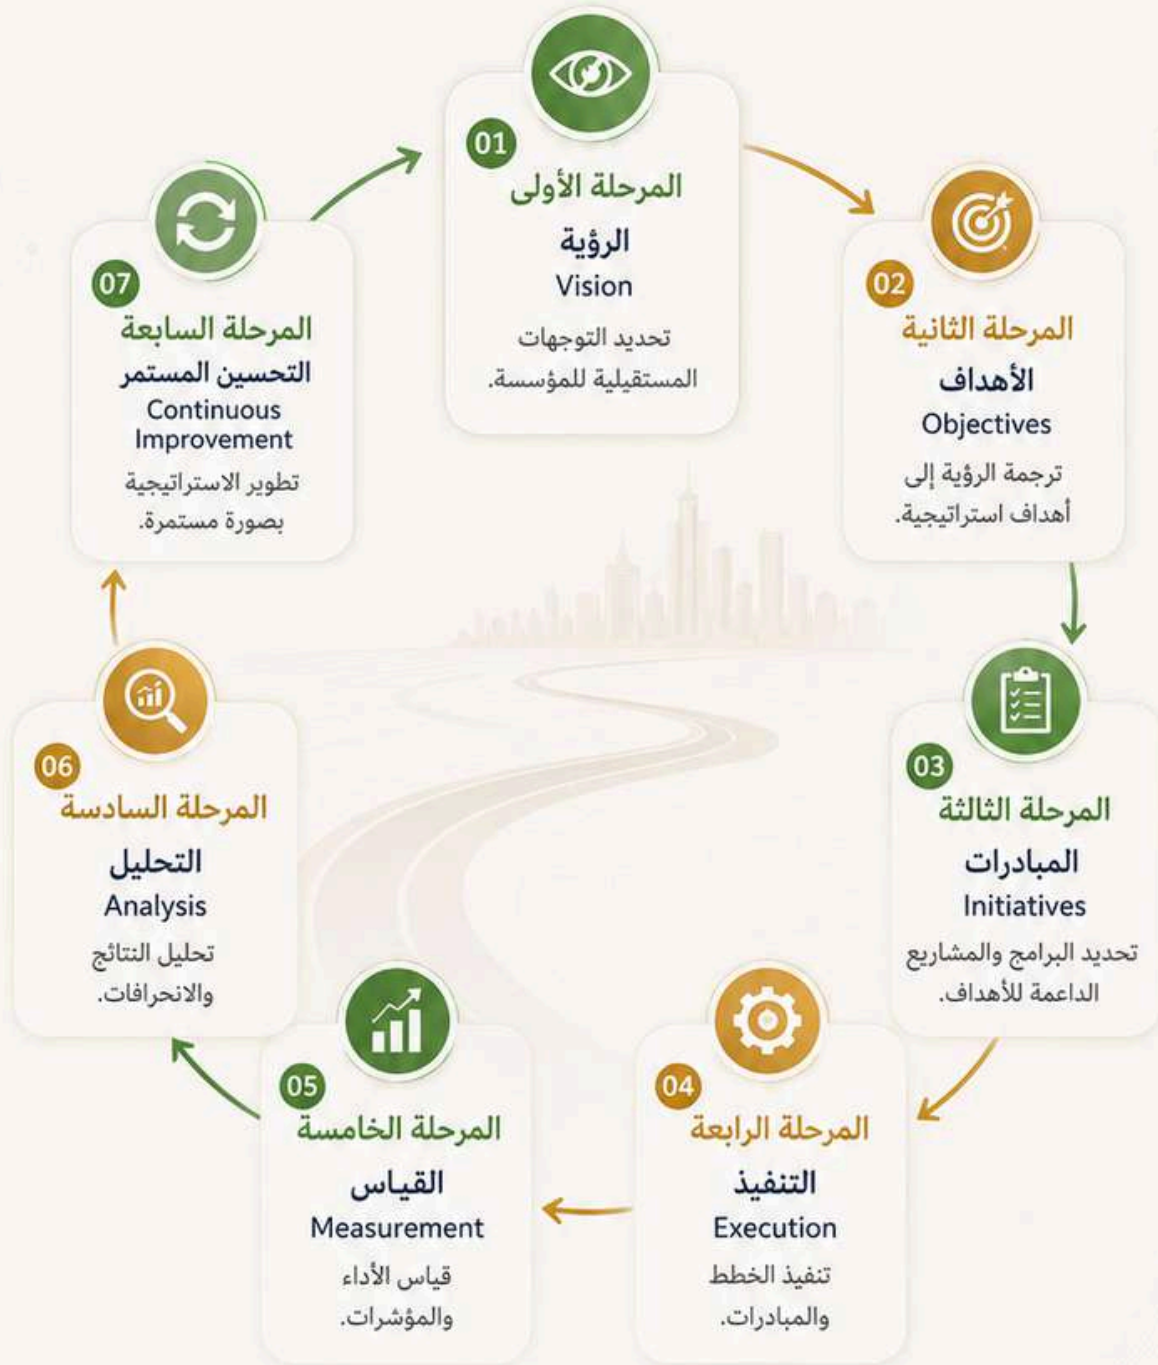 01
المرحلة الأولى
الرؤية
Vision
تحديد التوجهات
المستقبلية للمؤسسة.
02
المرحلة الثانية
الأهداف
Objectives
ترجمة الرؤية إلى
أهداف استراتيجية.
03
المرحلة الثالثة
المبادرات
Initiatives
تحديد البرامج والمشاريع
الداعمة للأهداف.
04
المرحلة الرابعة
التنفيذ
Execution
تنفيذ الخطط
والمبادرات.
05
المرحلة الخامسة
القياس
Measurement
قياس الأداء
والمؤشرات.
06
المرحلة السادسة
التحليل
Analysis
تحليل النتائج
والانحرافات.
07
المرحلة السابعة
التحسين المستمر
Continuous
Improvement
تطوير الاستراتيجية
بصورة مستمرة.